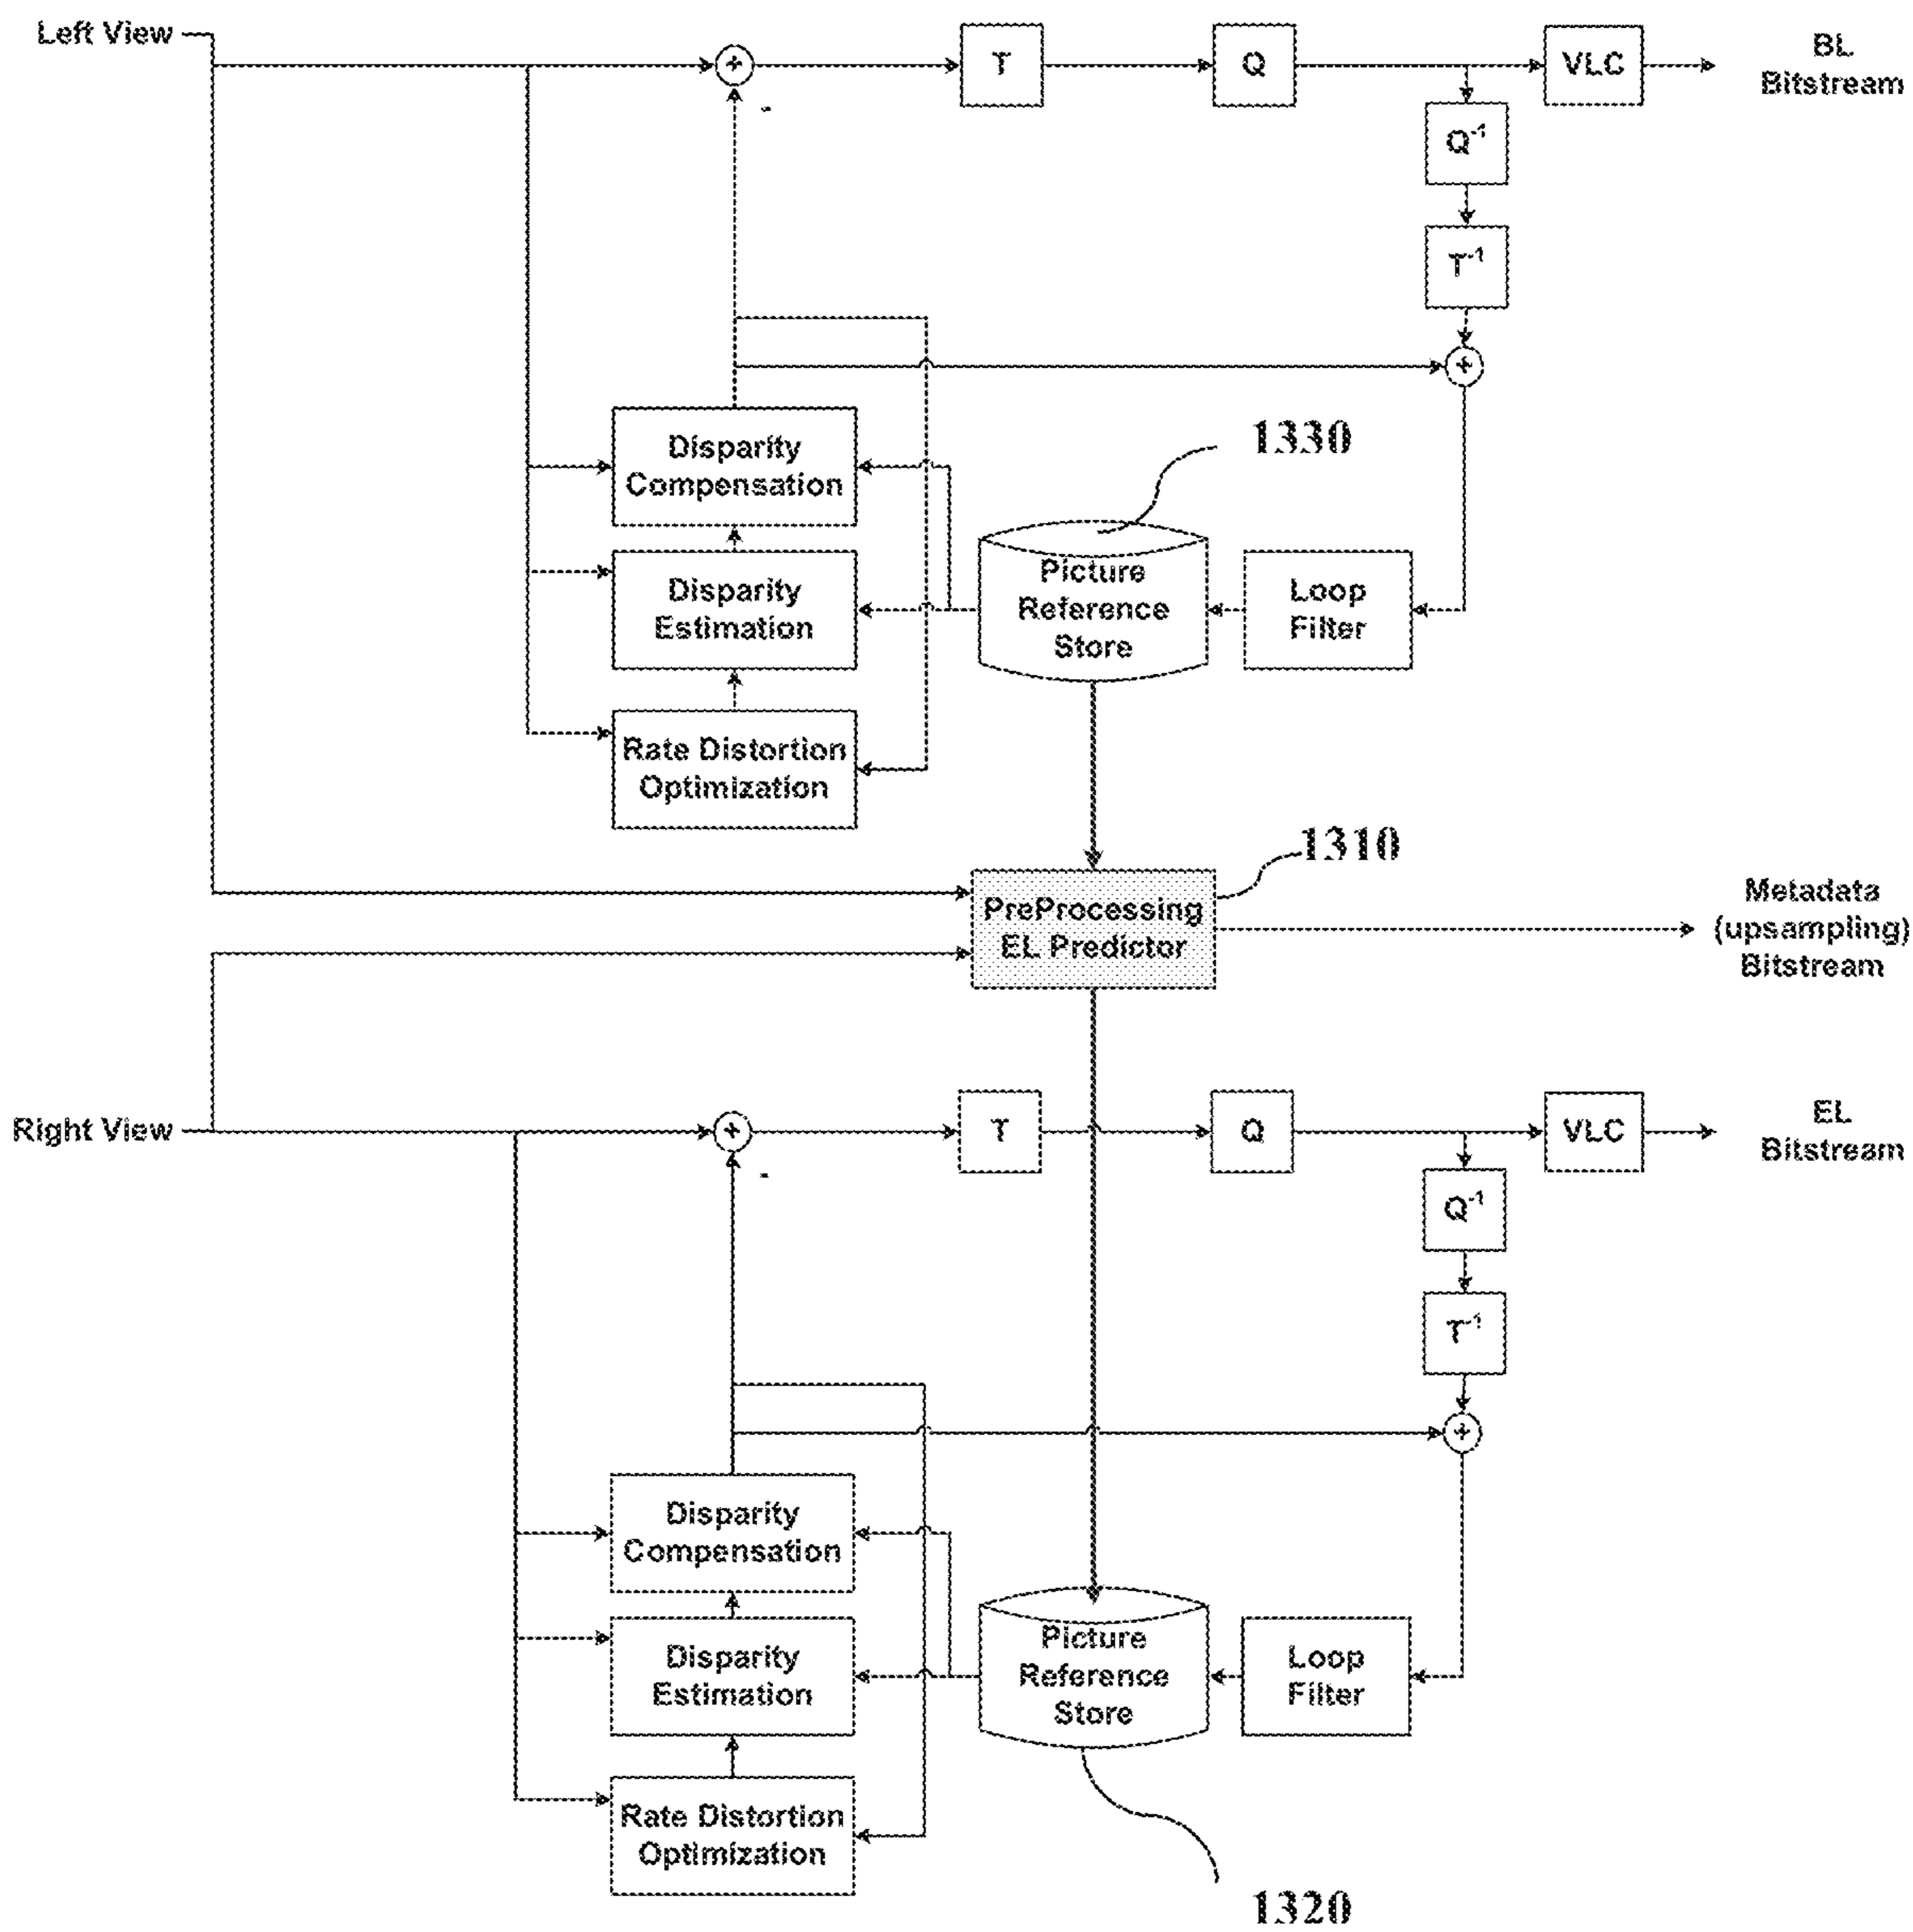 Left View
+
T
Q
VLC
BL
Bitstream
-
Q-1
T-1
+
1330
Disparity
Compensation
Disparity
Estimation
Picture
Reference
Store
Loop
Filter
Rate Distortion
Optimization
1310
PreProcessing
EL Predictor
Metadata
(upsampling)
Bitstream
Right View
+
T
Q
VLC
EL
Bitstream
-
Q-1
T-1
+
Disparity
Compensation
Disparity
Estimation
Picture
Reference
Store
Loop
Filter
Rate Distortion
Optimization
1320